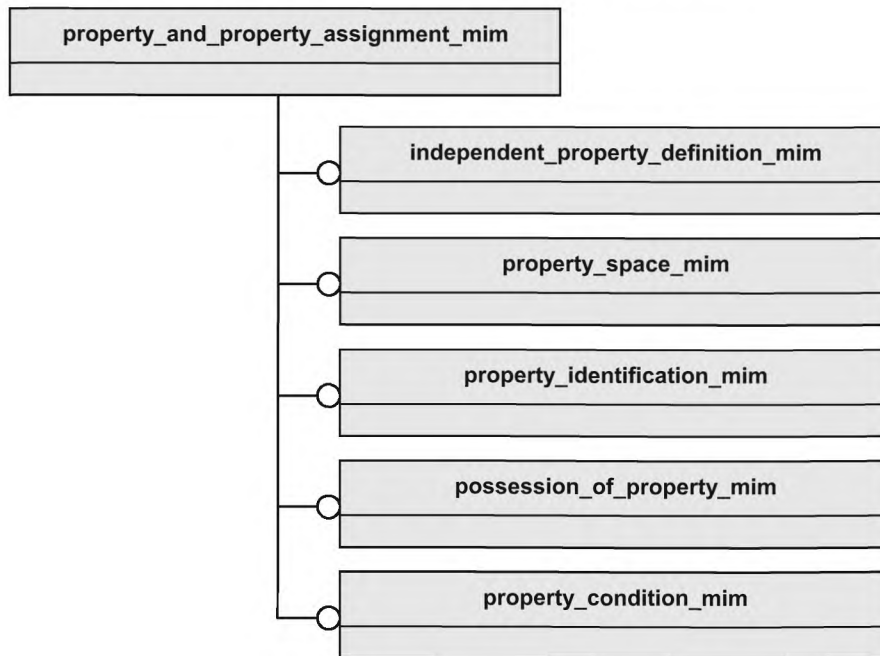 property_and_property_assignment_mim
independent_property_definition_mim
property_space_mim
property_identification_mim
possession_of_property_mim
property_condition_mim